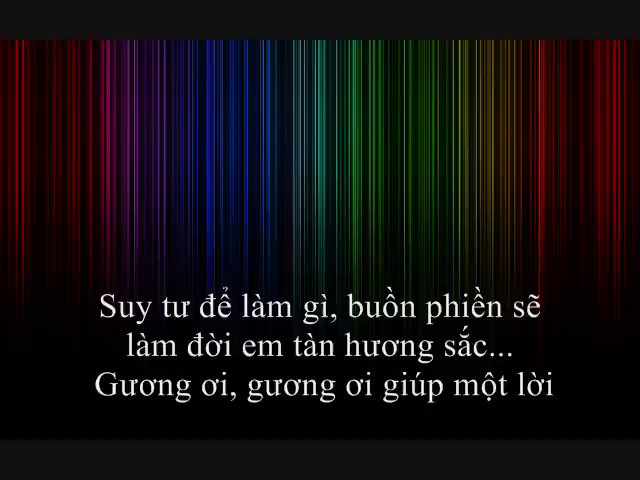 Suy tư để làm gì, buồn phiền sẽ
làm đời em tàn hương sắc...
Gương ơi, gương ơi giúp một lời